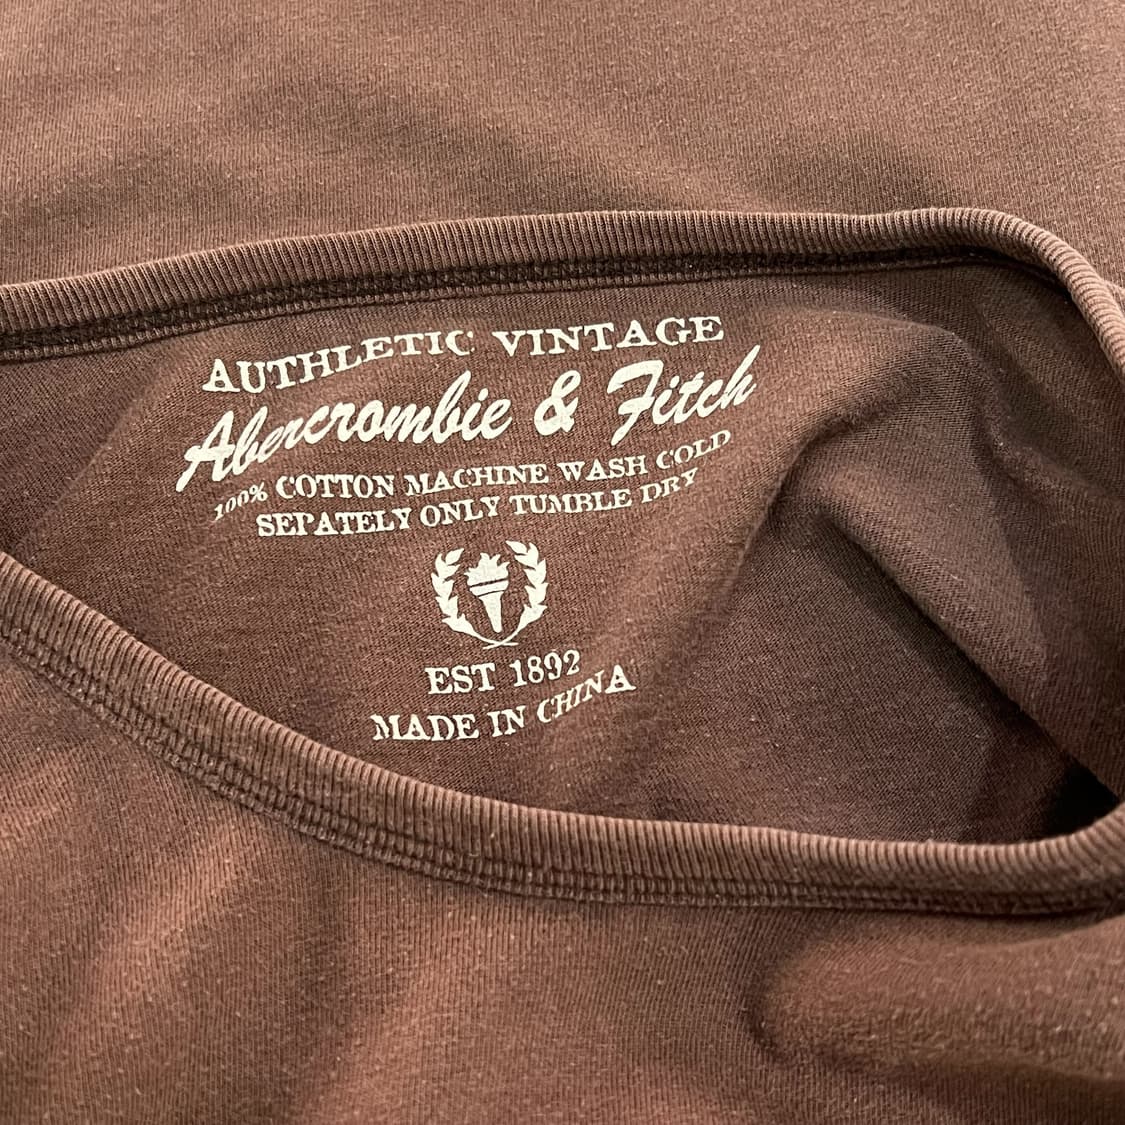 AUTHLETIC VINTAGE
Abercrombie & Fitch
100% COTTON MACHINE WASH COLD
SEPATELY ONLY TUMBLE DRY
EST 1892
MADE IN CHINA